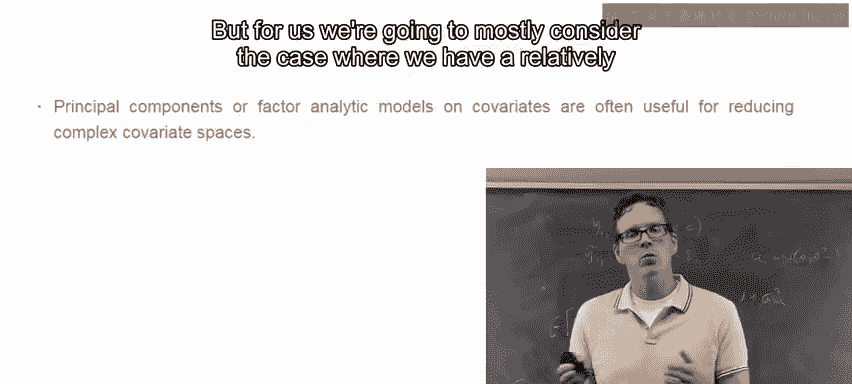 But for us we're going to mostly consider
the case where we have a relatively
· Principal components or factor analytic models on covariates are often useful for reducing
complex covariate spaces.